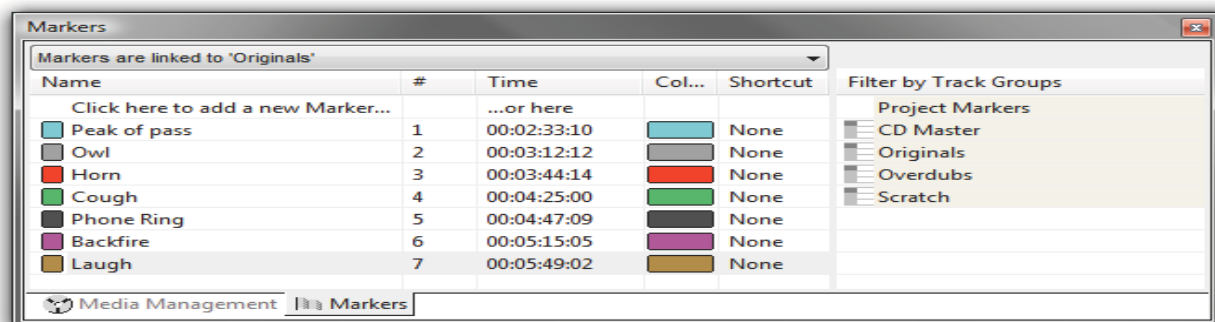 Markers
Markers are linked to 'Originals'
Name # Time Col... Shortcut Filter by Track Groups
Click here to add a new Marker... ...or here Project Markers
Peak of pass 1 00:02:33:10 None CD Master
Owl 2 00:03:12:12 None Originals
Horn 3 00:03:44:14 None Overdubs
Cough 4 00:04:25:00 None Scratch
Phone Ring 5 00:04:47:09 None
Backfire 6 00:05:15:05 None
Laugh 7 00:05:49:02 None
Media Management Markers